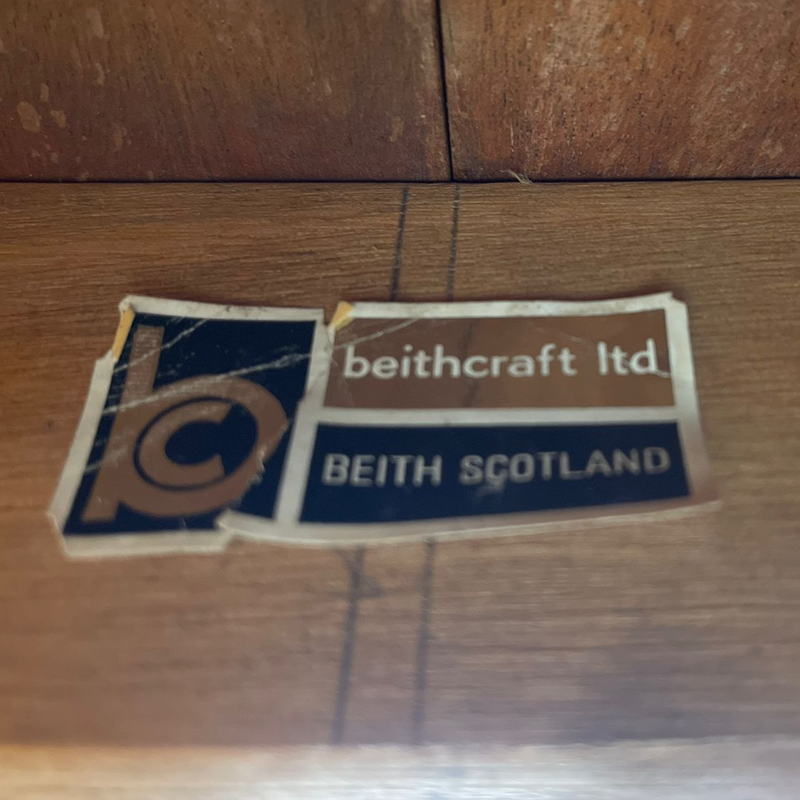 bc
beithcraft ltd
BEITH SCOTLAND